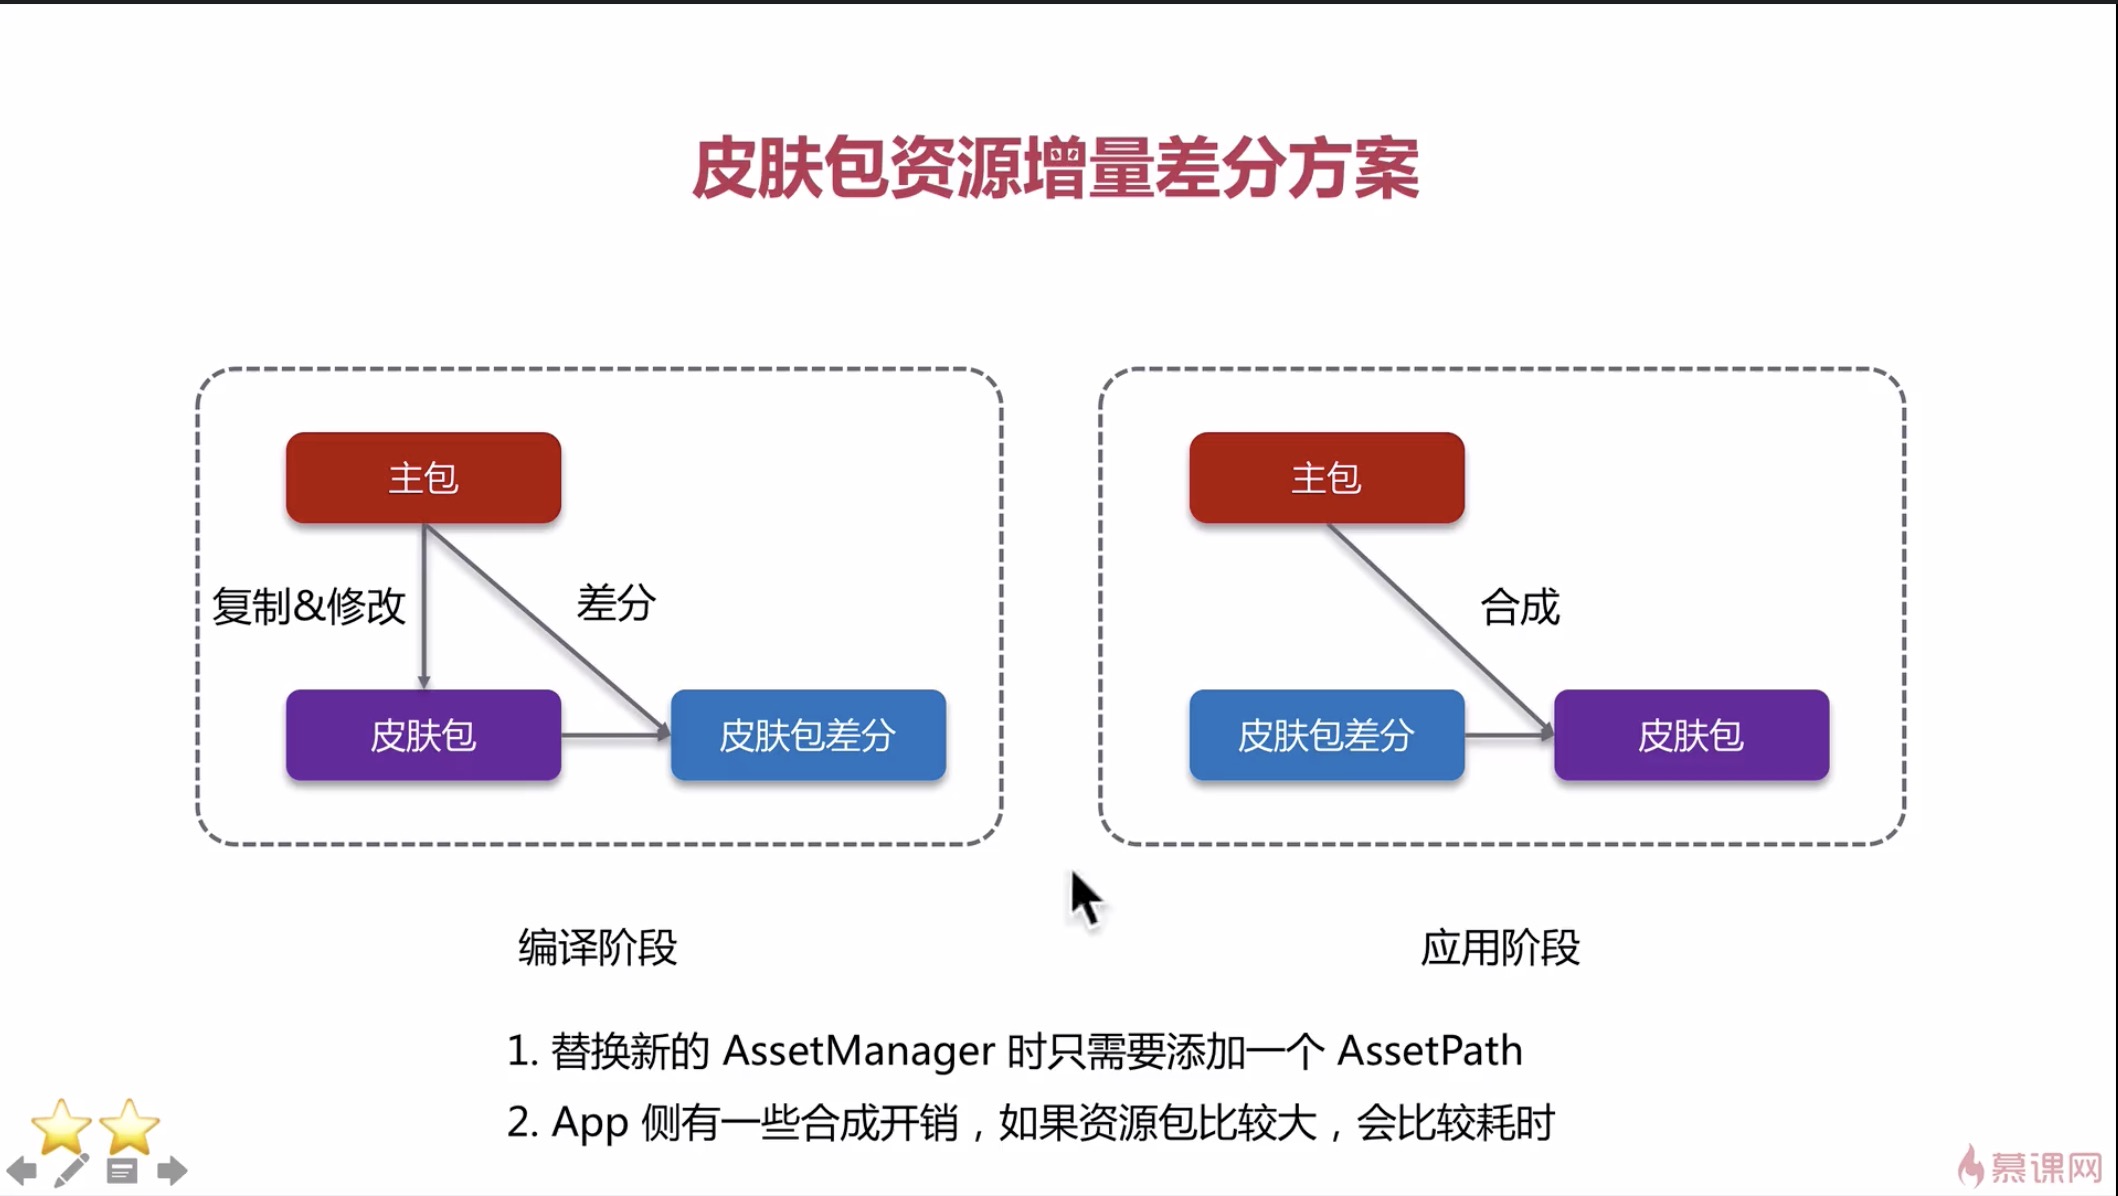 皮肤包资源增量差分方案
主包
复制&修改
差分
皮肤包
皮肤包差分
编译阶段
主包
合成
皮肤包差分
皮肤包
应用阶段
1. 替换新的 AssetManager 时只需要添加一个 AssetPath
2. App 侧有一些合成开销，如果资源包比较大，会比较耗时
慕课网